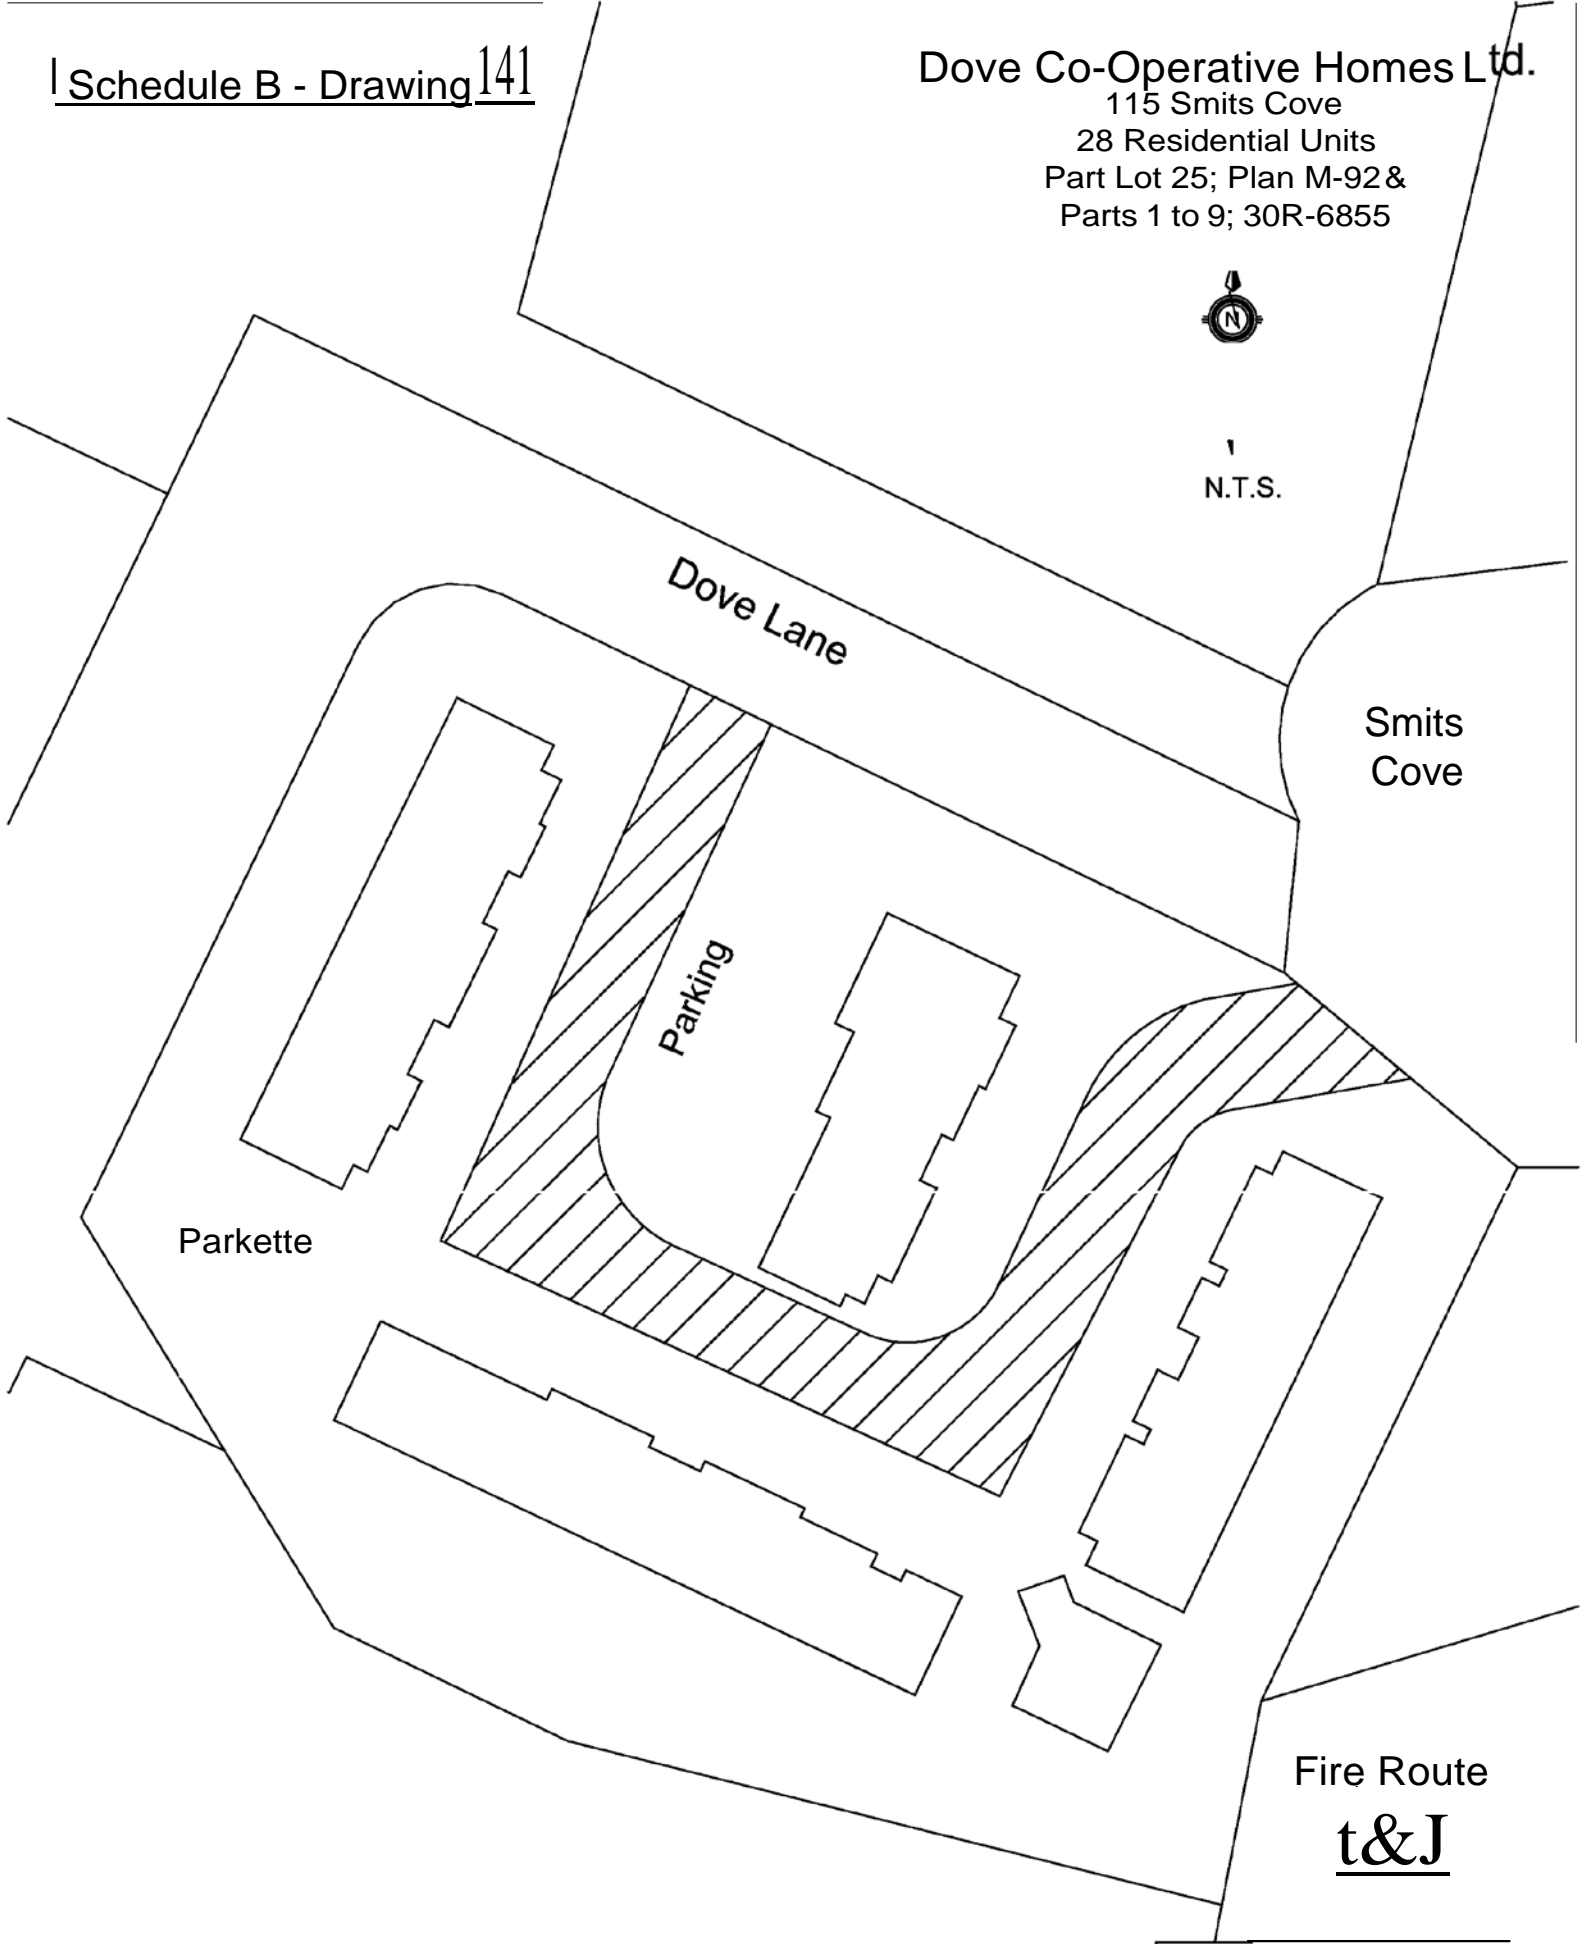 Schedule B - Drawing 141
Dove Co-Operative Homes Ltd.
115 Smits Cove
28 Residential Units
Part Lot 25; Plan M-92 &
Parts 1 to 9; 30R-6855
N
N.T.S.
Dove Lane
Smits
Cove
Parking
Parkette
Fire Route
t&J